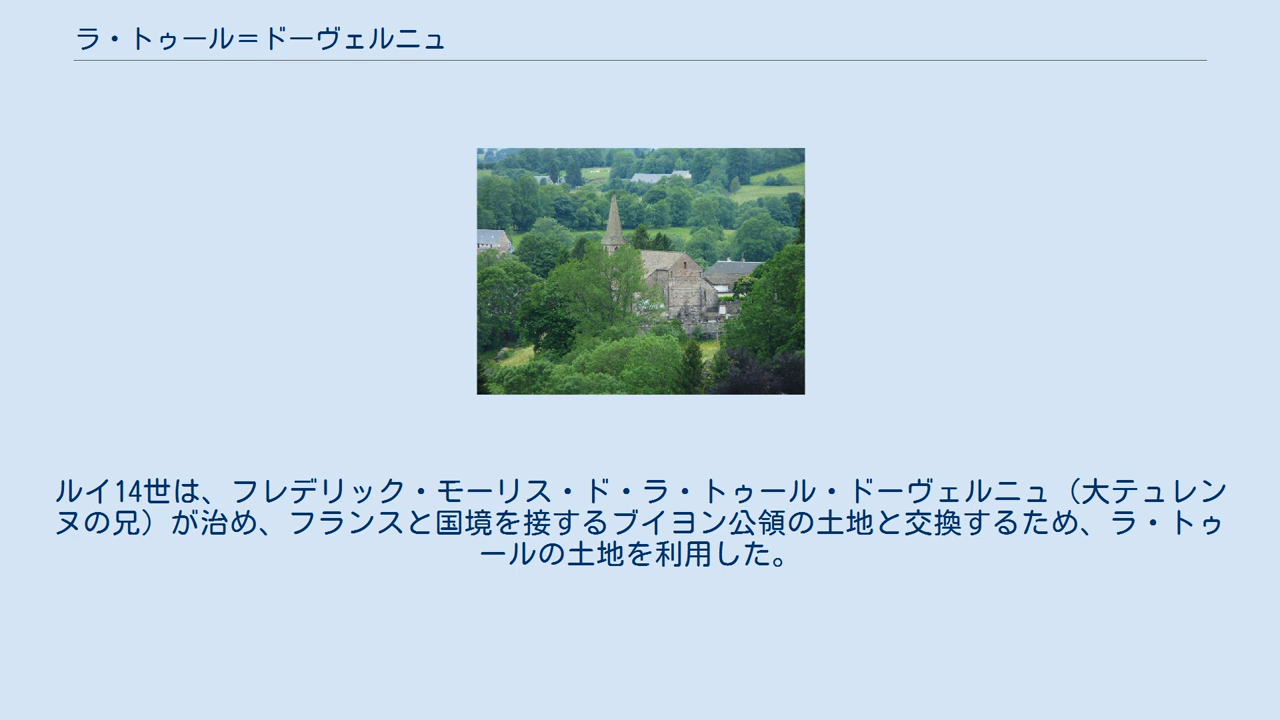 ラ・トゥール＝ドーヴェルニュ
ルイ14世は、フレデリック・モーリス・ド・ラ・トゥール・ドーヴェルニュ（大テュレン
ヌの兄）が治め、フランスと国境を接するブイヨン公領の土地と交換するため、ラ・トゥ
ールの土地を利用した。